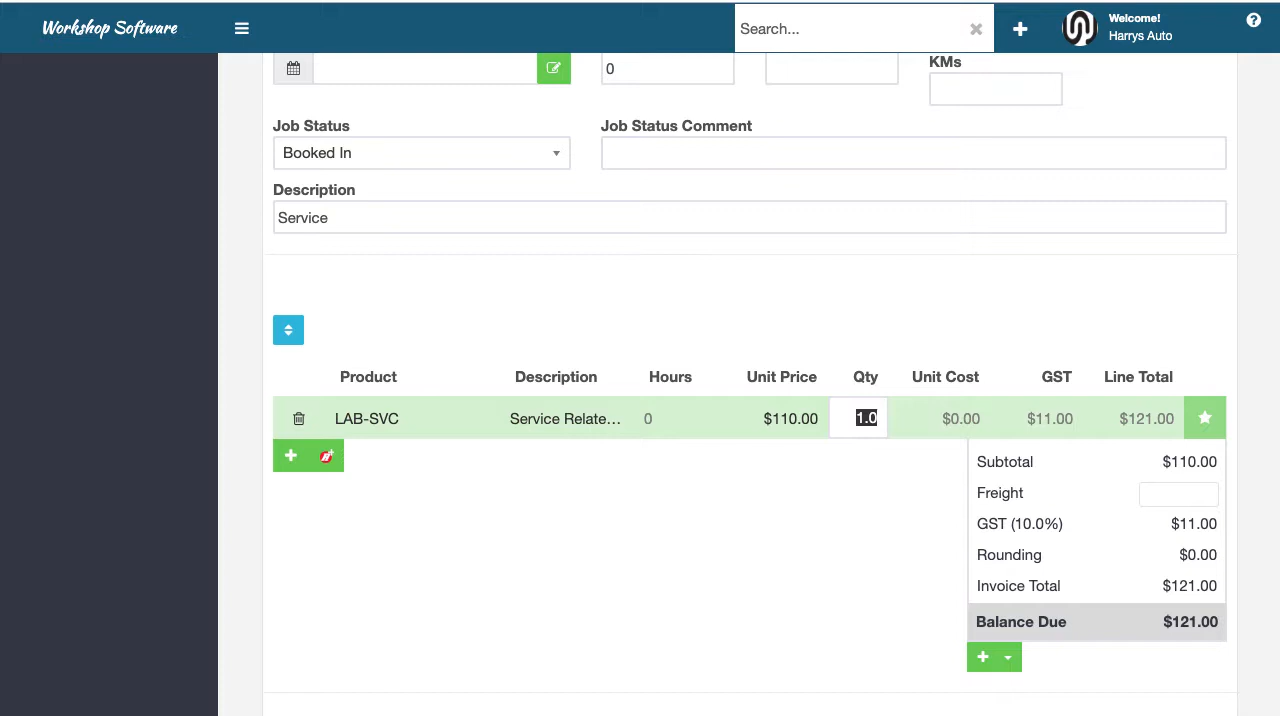 Workshop Software
Search...
Welcome!
Harrys Auto
0
KMs
Job Status
Job Status Comment
Booked In
Description
Service
Product Description Hours Unit Price Qty Unit Cost GST Line Total
LAB-SVC Service Relate... 0 $110.00 1.0 $0.00 $11.00 $121.00
Subtotal $110.00
Freight
GST (10.0%) $11.00
Rounding $0.00
Invoice Total $121.00
Balance Due $121.00